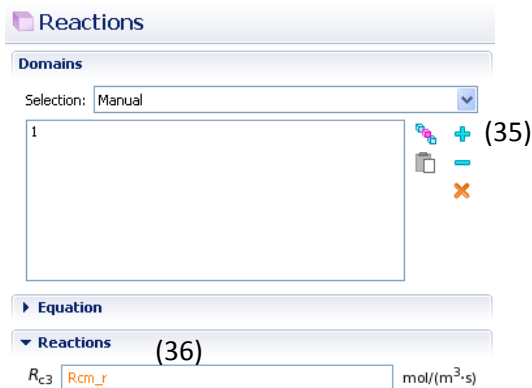 Reactions
Domains
Selection: Manual
1
(35)
Equation
Reactions
(36)
Rc3 Rcm_r mol/(m³·s)